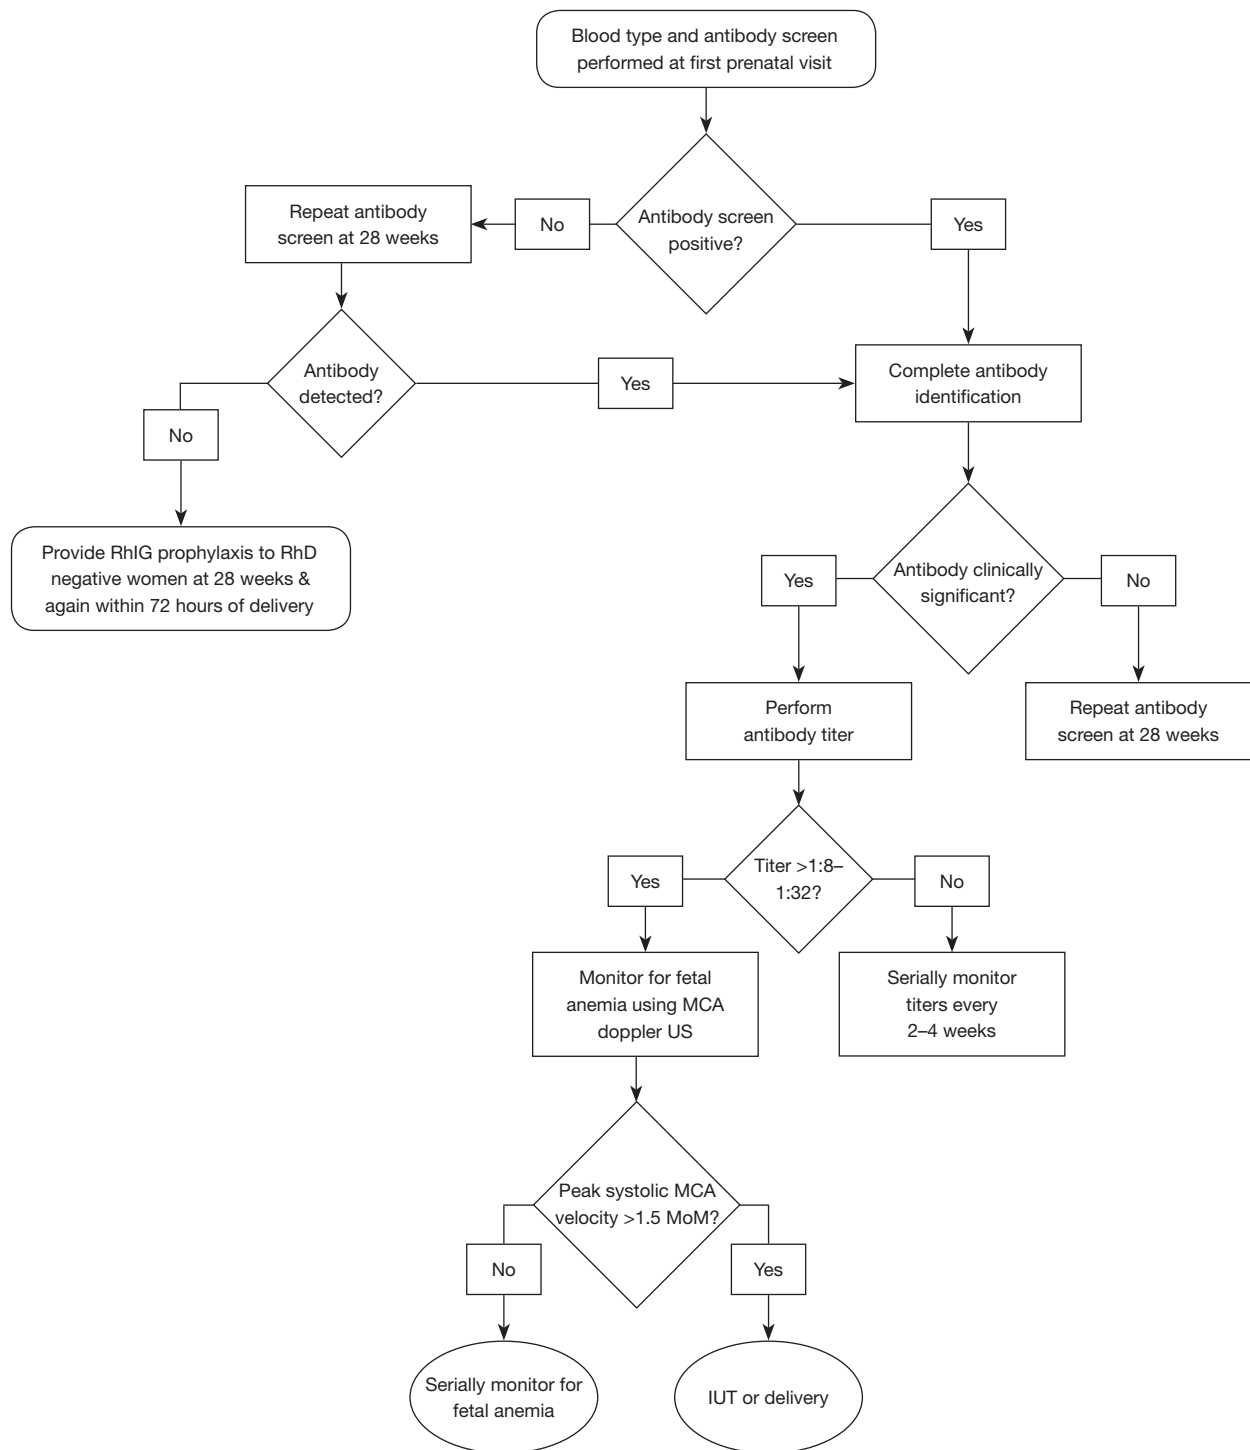 Blood type and antibody screen
performed at first prenatal visit
Repeat antibody
screen at 28 weeks
No
Antibody screen
positive?
Yes
Antibody
detected?
Yes
Complete antibody
identification
No
Provide RhIG prophylaxis to RhD
negative women at 28 weeks &
again within 72 hours of delivery
Yes
Antibody clinically
significant?
No
Perform
antibody titer
Repeat antibody
screen at 28 weeks
Yes
Titer >1:8–
1:32?
No
Monitor for fetal
anemia using MCA
doppler US
Serially monitor
titers every
2–4 weeks
Peak systolic MCA
velocity >1.5 MoM?
No
Yes
Serially monitor for
fetal anemia
IUT or delivery